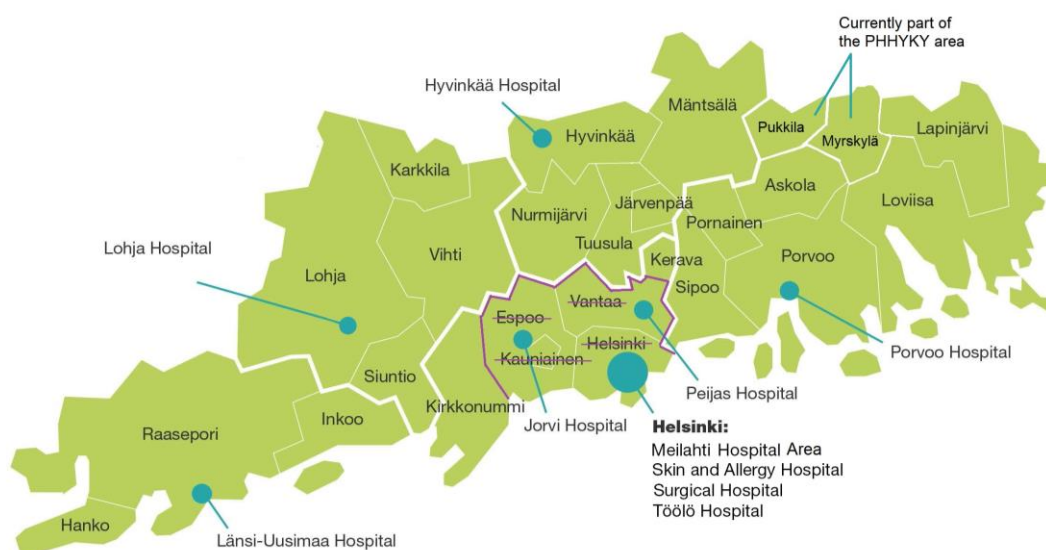 Currently part of
the PHHYKY area
Hyvinkää Hospital
Mäntsälä
Pukkila
Myrskylä
Lapinjärvi
Hyvinkää
Karkkila
Askola
Järvenpää
Nurmijärvi
Pornainen
Loviisa
Lohja Hospital
Tuusula
Vihti
Kerava
Porvoo
Lohja
Sipoo
Vantaa
Espoo
Helsinki
Kauniainen
Porvoo Hospital
Siuntio
Kirkkonummi
Peijas Hospital
Inkoo
Jorvi Hospital
Raasepori
Helsinki:
Meilahti Hospital Area
Skin and Allergy Hospital
Surgical Hospital
Töölö Hospital
Hanko
Länsi-Uusimaa Hospital